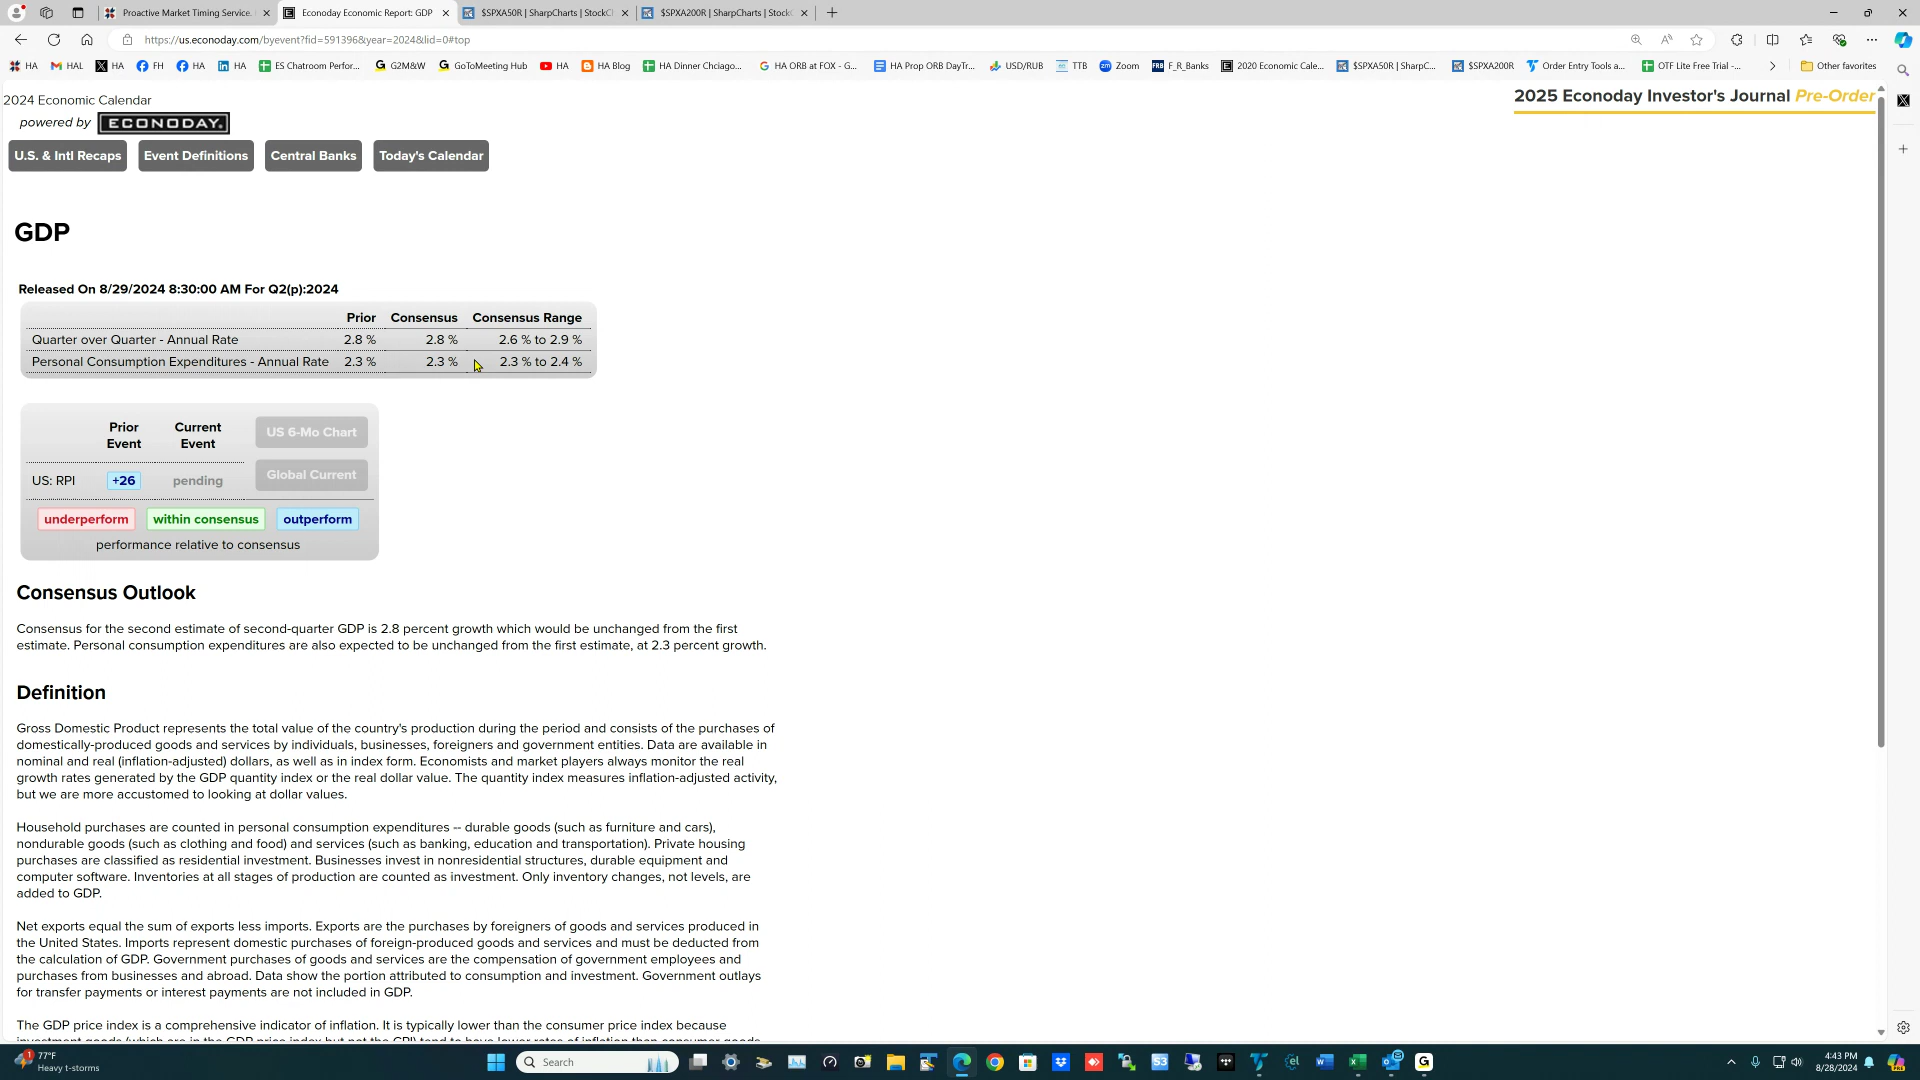 Proactive Market Timing Service.
Econoday Economic Report: GDP
$SPXA50R | SharpCharts | StockC
$SPXA200R | SharpCharts | StockC
https://us.econoday.com/byevent?fid=591396&year=2024&lid=0#top
HA
HAL
HA
FH
HA
HA
ES Chatroom Perfor...
G2M&W
GoToMeeting Hub
HA
HA Blog
HA Dinner Chciago...
HA ORB at FOX - G...
HA Prop ORB DayTr...
USD/RUB
TTB
Zoom
F_R_Banks
2020 Economic Cale...
$SPXA50R | SharpC...
$SPXA200R
Order Entry Tools a...
OTF Lite Free Trial -...
Other favorites
2024 Economic Calendar
2025 Econoday Investor's Journal Pre-Order
powered by ECONODAY.
U.S. & Intl Recaps
Event Definitions
Central Banks
Today's Calendar
GDP
Released On 8/29/2024 8:30:00 AM For Q2(p):2024
Prior Consensus Consensus Range
Quarter over Quarter - Annual Rate 2.8 % 2.8 % 2.6 % to 2.9 %
Personal Consumption Expenditures - Annual Rate 2.3 % 2.3 % 2.3 % to 2.4 %
Prior Event
Current Event
US 6-Mo Chart
Global Current
US: RPI +26 pending
underperform within consensus outperform
performance relative to consensus
Consensus Outlook
Consensus for the second estimate of second-quarter GDP is 2.8 percent growth which would be unchanged from the first
estimate. Personal consumption expenditures are also expected to be unchanged from the first estimate, at 2.3 percent growth.
Definition
Gross Domestic Product represents the total value of the country's production during the period and consists of the purchases of
domestically-produced goods and services by individuals, businesses, foreigners and government entities. Data are available in
nominal and real (inflation-adjusted) dollars, as well as in index form. Economists and market players always monitor the real
growth rates generated by the GDP quantity index or the real dollar value. The quantity index measures inflation-adjusted activity,
but we are more accustomed to looking at dollar values.
Household purchases are counted in personal consumption expenditures -- durable goods (such as furniture and cars),
nondurable goods (such as clothing and food) and services (such as banking, education and transportation). Private housing
purchases are classified as residential investment. Businesses invest in nonresidential structures, durable equipment and
computer software. Inventories at all stages of production are counted as investment. Only inventory changes, not levels, are
added to GDP.
Net exports equal the sum of exports less imports. Exports are the purchases by foreigners of goods and services produced in
the United States. Imports represent domestic purchases of foreign-produced goods and services and must be deducted from
the calculation of GDP. Government purchases of goods and services are the compensation of government employees and
purchases from businesses and abroad. Data show the portion attributed to consumption and investment. Government outlays
for transfer payments or interest payments are not included in GDP.
The GDP price index is a comprehensive indicator of inflation. It is typically lower than the consumer price index because
investment goods (which are in the GDP price index but not the CPI) tend to have lower rates of inflation than consumer goods
77°F
Heavy t-storms
Search
4:43 PM
8/28/2024